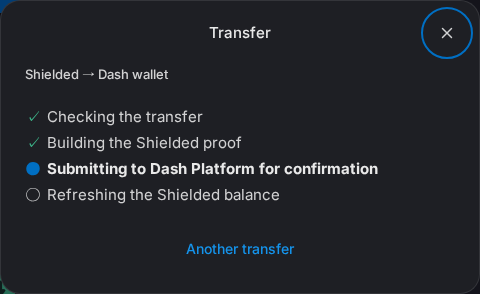 Transfer
Shielded → Dash wallet
Checking the transfer
Building the Shielded proof
Submitting to Dash Platform for confirmation
Refreshing the Shielded balance
Another transfer